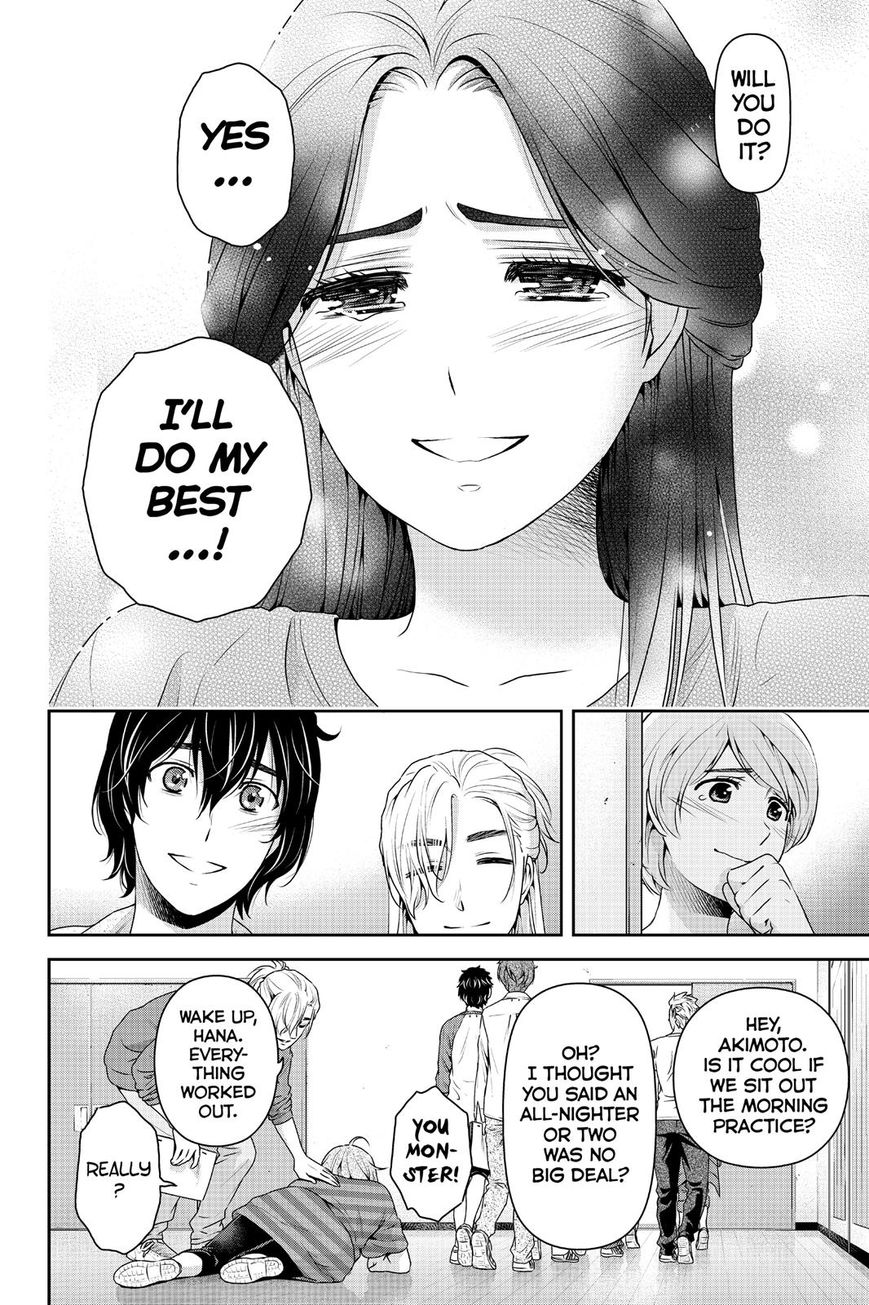 WILL
YOU
DO
IT?
YES
...
I'LL
DO MY
BEST
...!
HEY,
AKIMOTO.
IS IT COOL IF
WE SIT OUT
THE MORNING
PRACTICE?
OH?
I THOUGHT
YOU SAID AN
ALL-NIGHTER
OR TWO
WAS NO
BIG DEAL?
YOU
MON-
STER!
WAKE UP,
HANA.
EVERY-
THING
WORKED
OUT.
REALLY
?